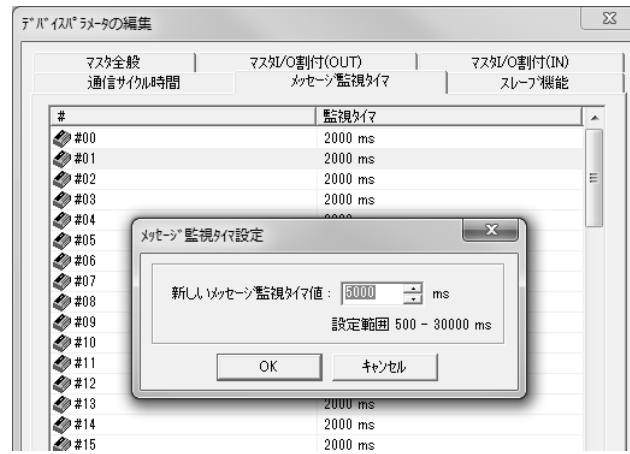 ﾃﾞﾊﾞｲｽﾊﾟﾗﾒｰﾀの編集
ﾏｽﾀ全般 ﾏｽﾀI/O割付(OUT) ﾏｽﾀI/O割付(IN)
通信ｻｲｸﾙ時間 ﾒｯｾｰｼﾞ監視ﾀｲﾏ ｽﾚｰﾌﾞ機能
# 監視ﾀｲﾏ
#00 2000 ms
#01 2000 ms
#02 2000 ms
#03 2000 ms
#04
#05
#06
#07
#08
#09
#10
#11
#12
#13 2000 ms
#14 2000 ms
#15 2000 ms
ﾒｯｾｰｼﾞ監視ﾀｲﾏ設定
新しいﾒｯｾｰｼﾞ監視ﾀｲﾏ値： 5000 ms
設定範囲 500 - 30000 ms
OK ｷｬﾝｾﾙ